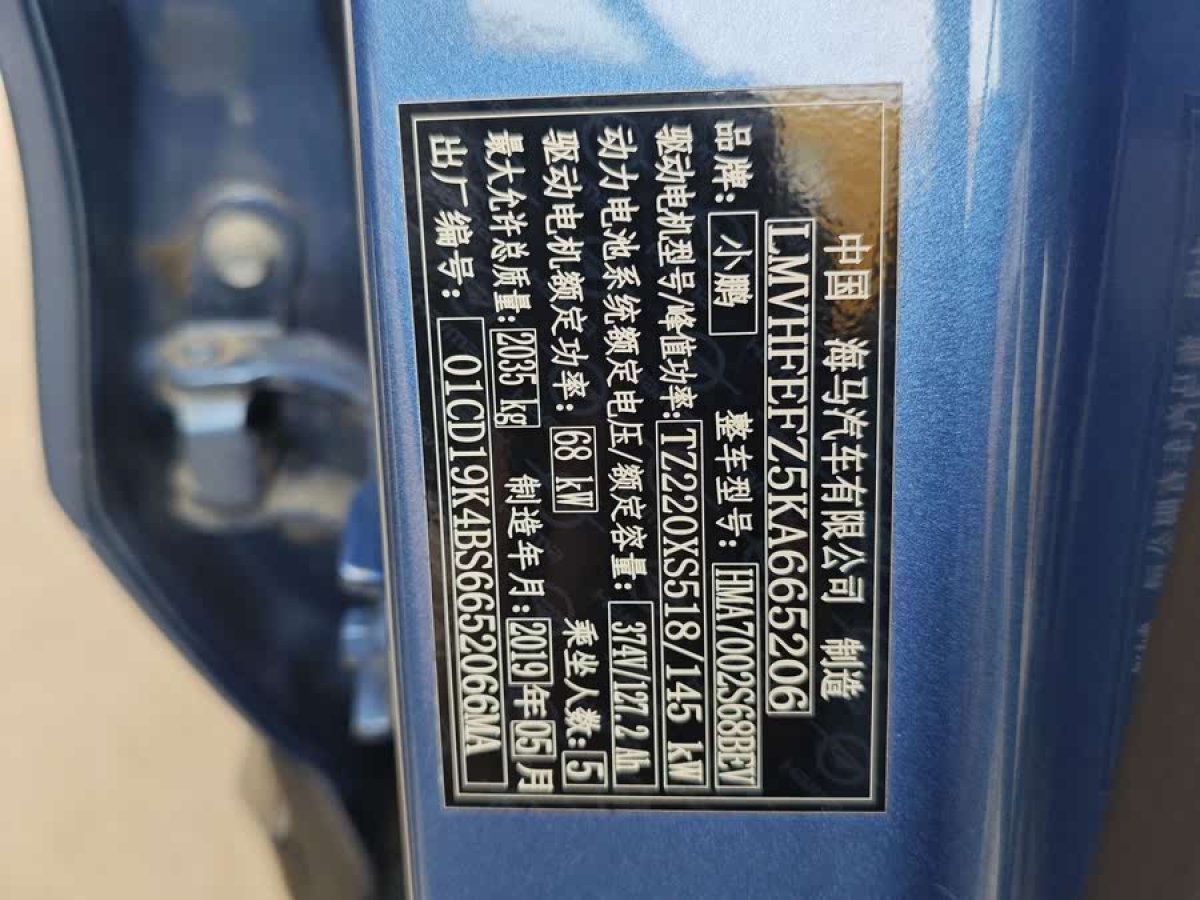 中国 海马汽车有限公司 制造
LMVHFEFZ5KA665206
品牌: 小鹏 整车型号: HMA7002S68BEV
驱动电机型号/峰值功率: TZ220XS518/145 kW
动力电池系统额定电压/额定容量: 374V/127.2 Ah
驱动电机额定功率: 68 kW 乘坐人数: 5
最大允许总质量: 2035 kg 制造年月: 2019年05月
出厂编号: 01CD19K4BS6652066MA